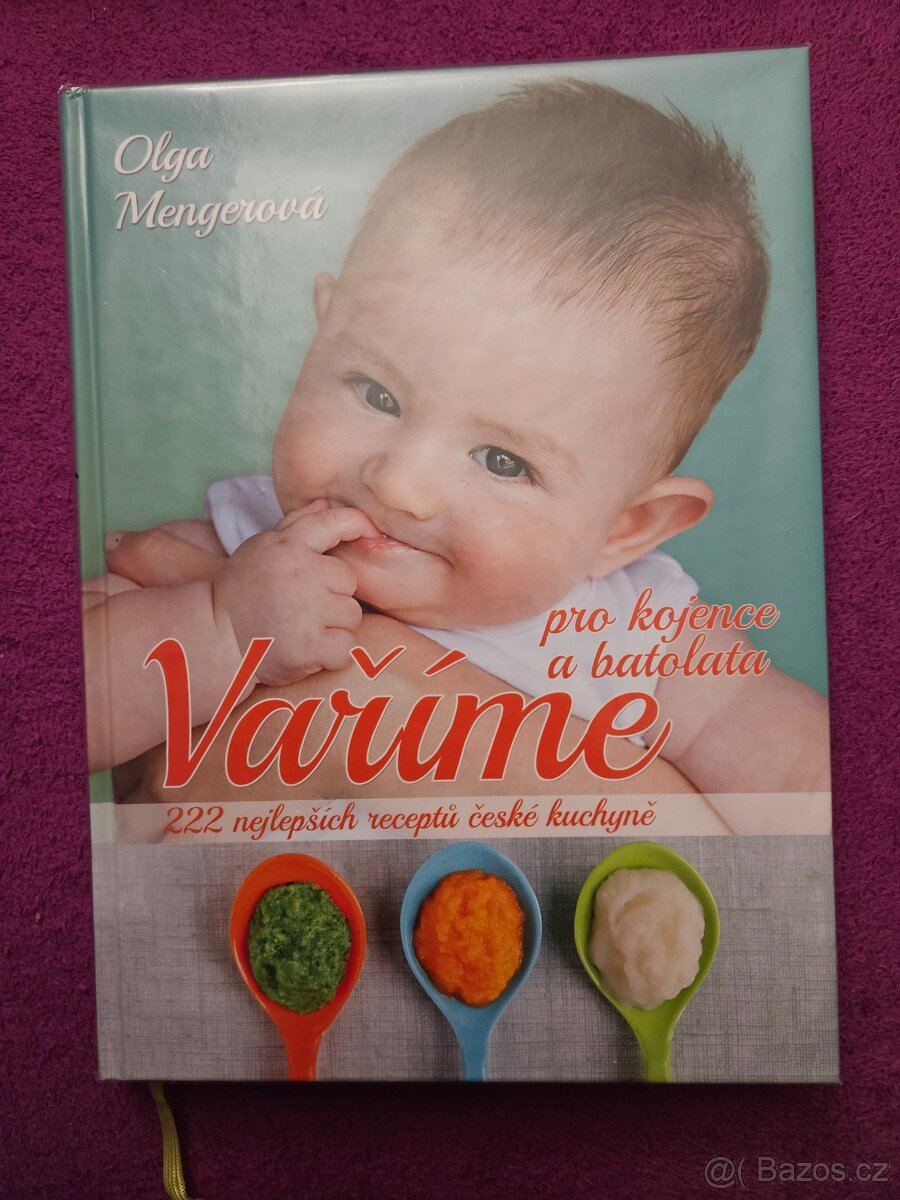 Olga
Mengerová
pro kojence
a batolata
Vaříme
222 nejlepších receptů české kuchyně
@( Bazos.cz